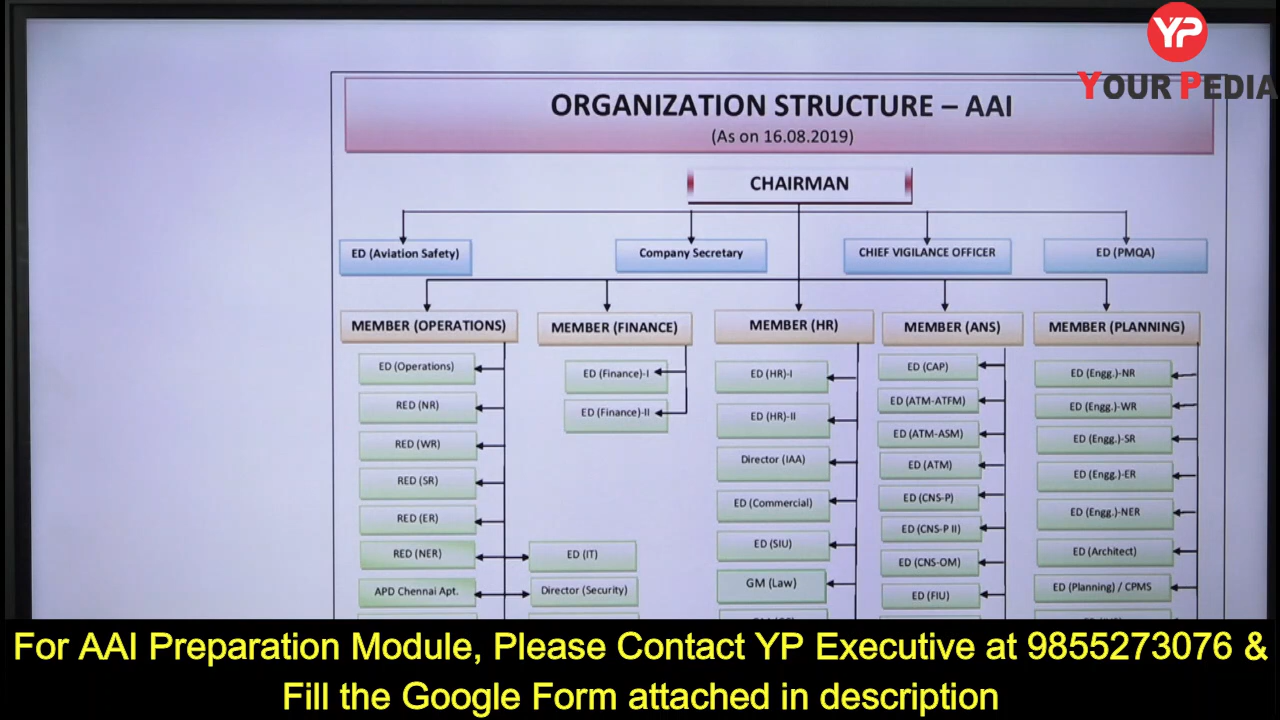 YP
YOUR PEDIA
ORGANIZATION STRUCTURE – AAI
(As on 16.08.2019)
CHAIRMAN
ED (Aviation Safety)
Company Secretary
CHIEF VIGILANCE OFFICER
ED (PMQA)
MEMBER (OPERATIONS)
MEMBER (FINANCE)
MEMBER (HR)
MEMBER (ANS)
MEMBER (PLANNING)
ED (Operations)
RED (NR)
RED (WR)
RED (SR)
RED (ER)
RED (NER)
APD Chennai Apt.
ED (IT)
Director (Security)
ED (Finance)-I
ED (Finance)-II
ED (HR)-I
ED (HR)-II
Director (IAA)
ED (Commercial)
ED (SIU)
GM (Law)
ED (CAP)
ED (ATM-ATFM)
ED (ATM-ASM)
ED (ATM)
ED (CNS-P)
ED (CNS-P II)
ED (CNS-OM)
ED (FIU)
ED (Engg.)-NR
ED (Engg.)-WR
ED (Engg.)-SR
ED (Engg.)-ER
ED (Engg.)-NER
ED (Architect)
ED (Planning) / CPMS
For AAI Preparation Module, Please Contact YP Executive at 9855273076 &
Fill the Google Form attached in description